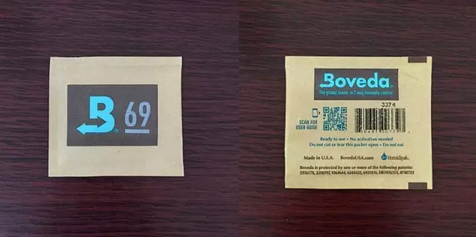 B 69
Boveda
The global leader in 2-way humidity control
3374
SCAN FOR
USER GUIDE
Ready to use • No activation needed
Do not cut or tear this packet open • Do not eat
Made in U.S.A. BovedaUSA.com
Boveda is protected by one or more of the following patents: